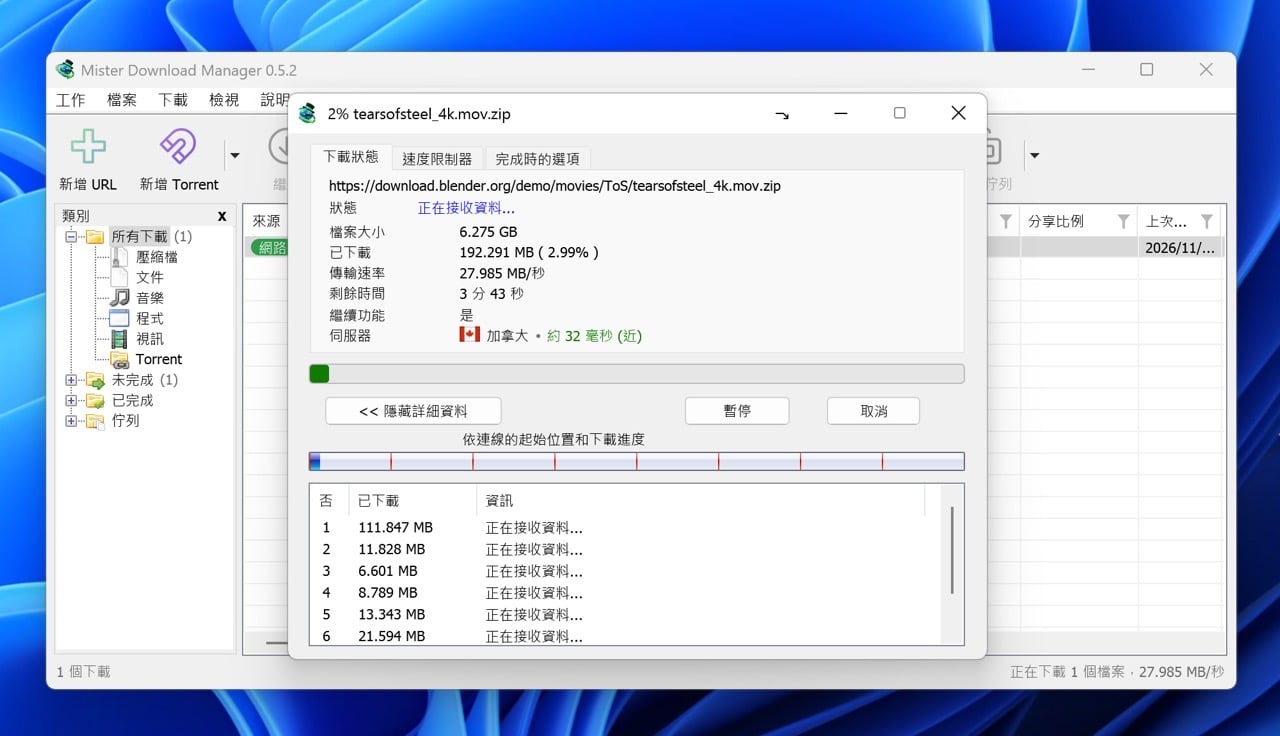 Mister Download Manager 0.5.2
工作 檔案 下載 檢視 說明
新增 URL 新增 Torrent
類別 x
所有下載 (1)
壓縮檔
文件
音樂
程式
視訊
Torrent
未完成 (1)
已完成
佇列
來源 分享比例 上次...
網路 2026/11/...
2% tearsofsteel_4k.mov.zip
下載狀態 速度限制器 完成時的選項
https://download.blender.org/demo/movies/ToS/tearsofsteel_4k.mov.zip
狀態 正在接收資料...
檔案大小 6.275 GB
已下載 192.291 MB ( 2.99% )
傳輸速率 27.985 MB/秒
剩餘時間 3 分 43 秒
繼續功能 是
伺服器 加拿大 • 約 32 毫秒 (近)
<< 隱藏詳細資料 暫停 取消
依連線的起始位置和下載進度
否 已下載 資訊
1 111.847 MB 正在接收資料...
2 11.828 MB 正在接收資料...
3 6.601 MB 正在接收資料...
4 8.789 MB 正在接收資料...
5 13.343 MB 正在接收資料...
6 21.594 MB 正在接收資料...
1 個下載 正在下載 1 個檔案，27.985 MB/秒